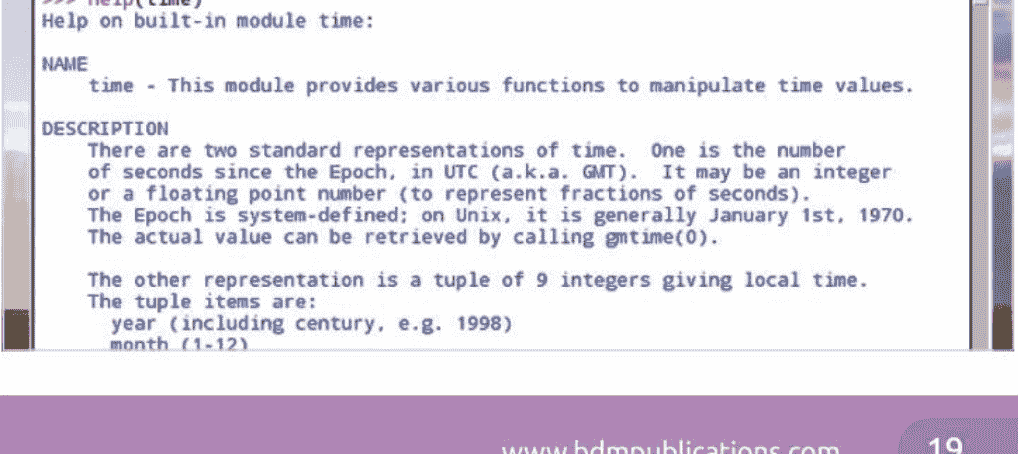 >>> help(time)
Help on built-in module time:
NAME
time - This module provides various functions to manipulate time values.
DESCRIPTION
There are two standard representations of time. One is the number
of seconds since the Epoch, in UTC (a.k.a. GMT). It may be an integer
or a floating point number (to represent fractions of seconds).
The Epoch is system-defined; on Unix, it is generally January 1st, 1970.
The actual value can be retrieved by calling gmtime(0).
The other representation is a tuple of 9 integers giving local time.
The tuple items are:
year (including century, e.g. 1998)
month (1-12)
www.bdmpublications.com
19